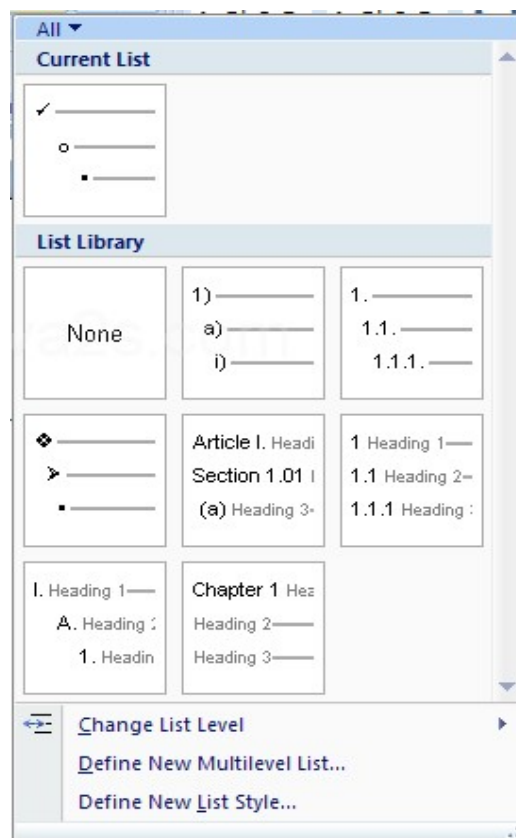 All
Current List
List Library
None
1)
a)
i)
1.
1.1.
1.1.1.
Article I. Headi
Section 1.01
(a) Heading 3
1 Heading 1
1.1 Heading 2
1.1.1 Heading
I. Heading 1
A. Heading
1. Headin
Chapter 1 Hea
Heading 2
Heading 3
Change List Level
Define New Multilevel List...
Define New List Style...